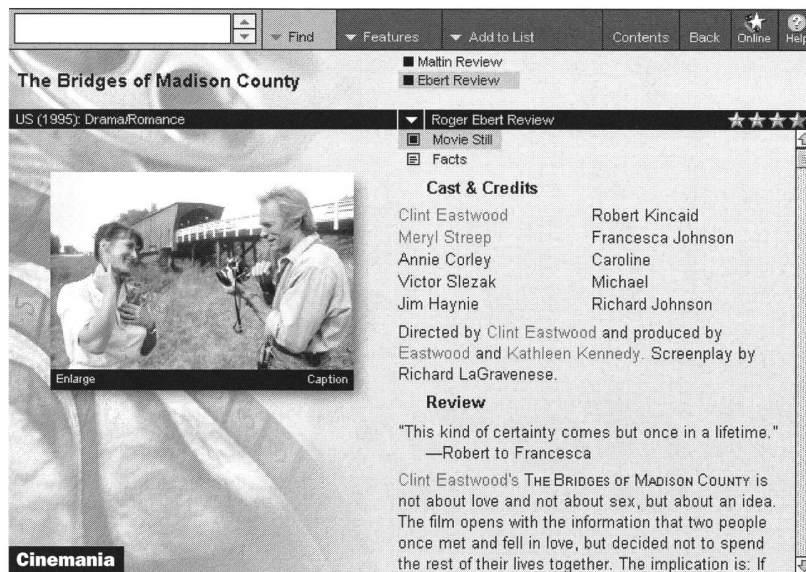 Find Features Add to List Contents Back Online Help
Maltin Review
The Bridges of Madison County
Ebert Review
US (1995): Drama/Romance
Roger Ebert Review
Movie Still
Facts
Cast & Credits
Clint Eastwood Robert Kincaid
Meryl Streep Francesca Johnson
Annie Corley Caroline
Victor Slezak Michael
Jim Haynie Richard Johnson
Directed by Clint Eastwood and produced by
Eastwood and Kathleen Kennedy. Screenplay by
Richard LaGravenese.
Enlarge Caption
Review
"This kind of certainty comes but once in a lifetime."
—Robert to Francesca
Clint Eastwood's THE BRIDGES OF MADISON COUNTY is
not about love and not about sex, but about an idea.
The film opens with the information that two people
once met and fell in love, but decided not to spend
the rest of their lives together. The implication is: If
Cinemania